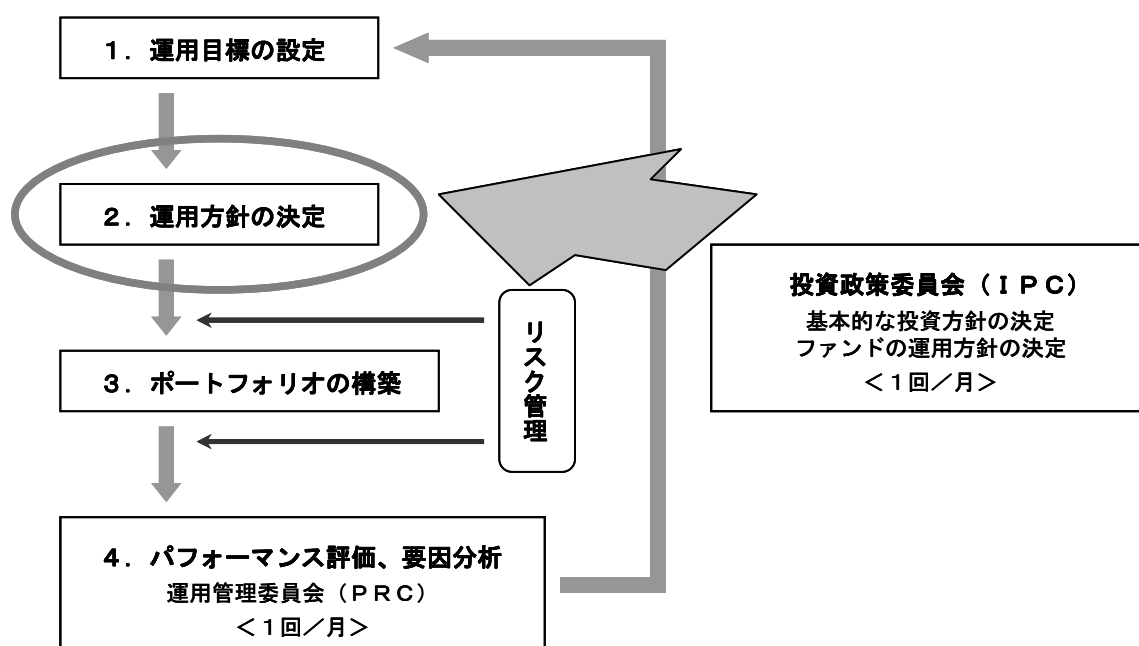 １．運用目標の設定
２．運用方針の決定
３．ポートフォリオの構築
リスク管理
投資政策委員会（ＩＰＣ）
基本的な投資方針の決定
ファンドの運用方針の決定
＜１回／月＞
４．パフォーマンス評価、要因分析
運用管理委員会（ＰＲＣ）
＜１回／月＞